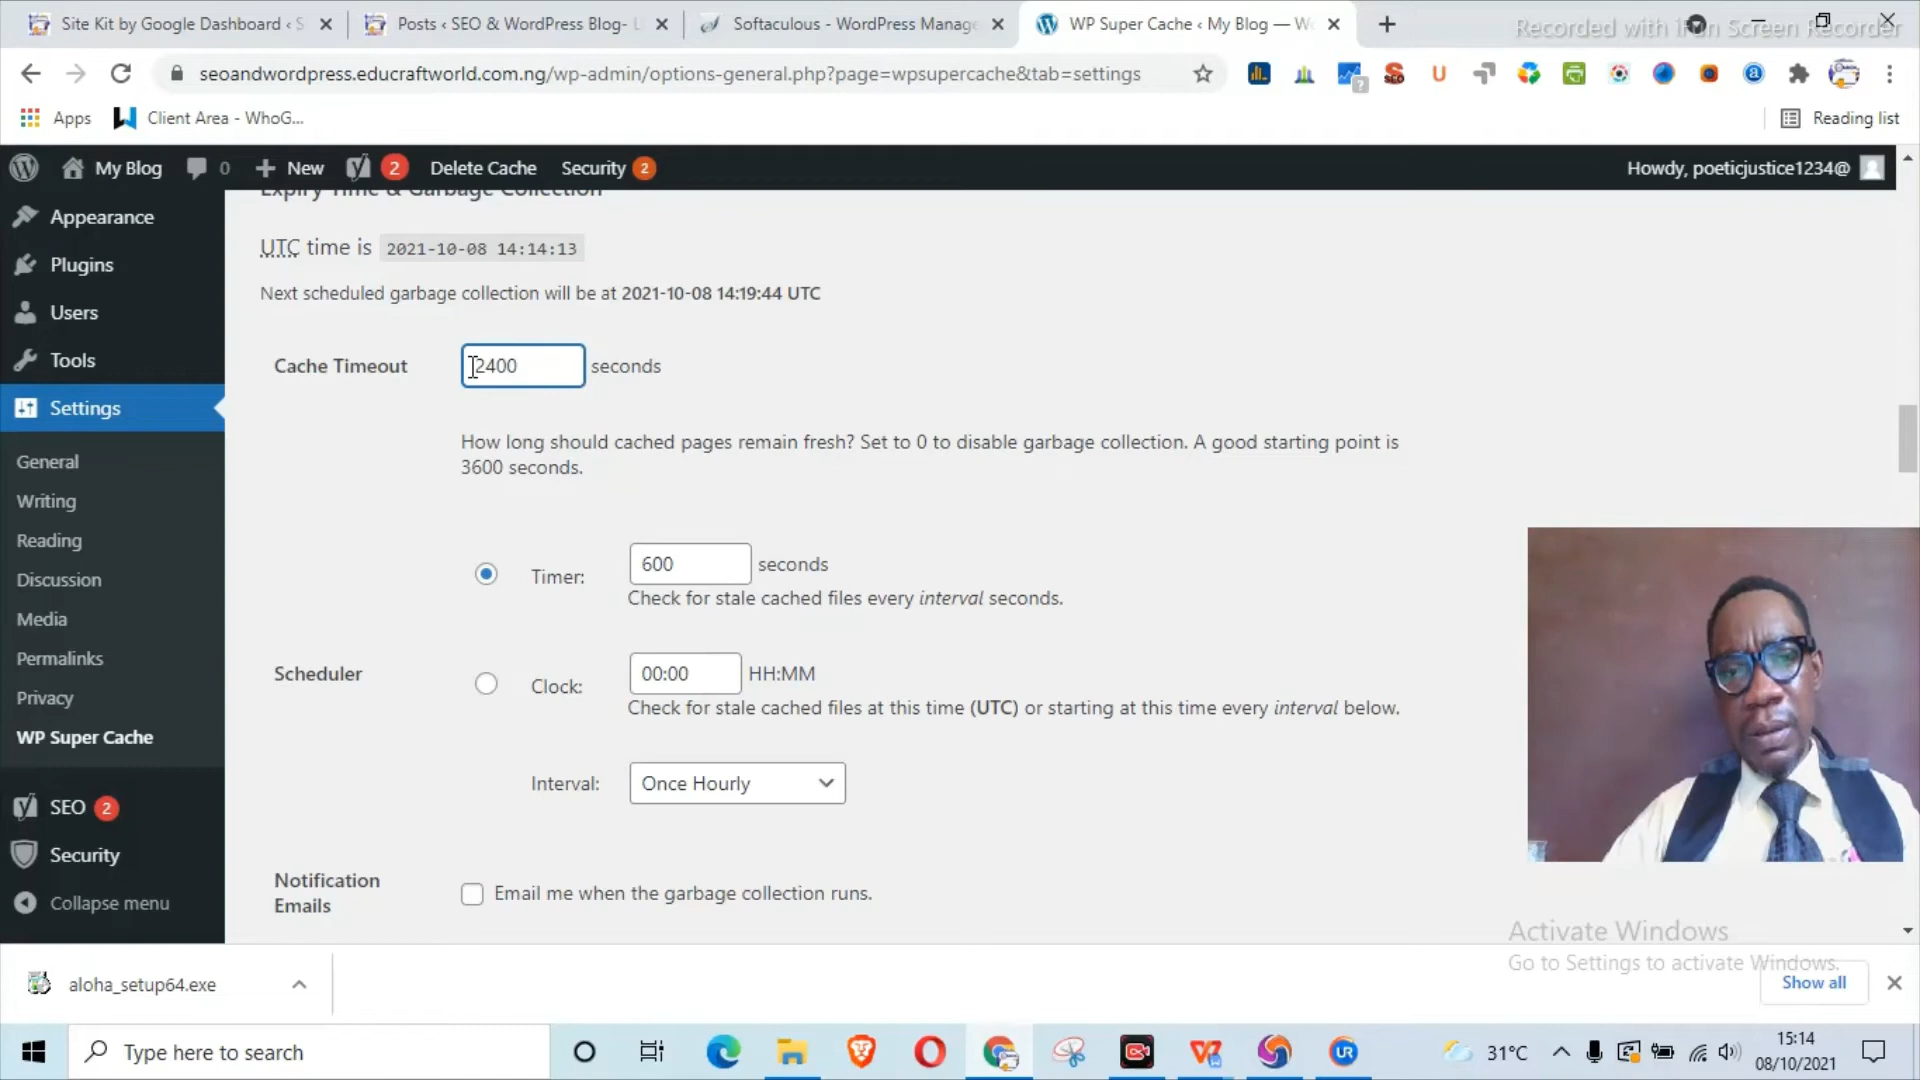 Site Kit by Google Dashboard ‹ S
Posts ‹ SEO & WordPress Blog- L
Softaculous - WordPress Manage
WP Super Cache ‹ My Blog — Wo
Recorded with iFun Screen Recorder
seoandwordpress.educraftworld.com.ng/wp-admin/options-general.php?page=wpsupercache&tab=settings
SEO
U
a
?
Apps
Client Area - WhoG...
Reading list
My Blog
0
New
2
Delete Cache
Security 2
Howdy, poeticjustice1234@
Appearance
Plugins
Users
Tools
Settings
General
Writing
Reading
Discussion
Media
Permalinks
Privacy
WP Super Cache
SEO 2
Security
Collapse menu
Expiry Time & Garbage Collection
UTC time is 2021-10-08 14:14:13
Next scheduled garbage collection will be at 2021-10-08 14:19:44 UTC
Cache Timeout
2400 seconds
How long should cached pages remain fresh? Set to 0 to disable garbage collection. A good starting point is
3600 seconds.
Scheduler
Timer: 600 seconds
Check for stale cached files every interval seconds.
Clock: 00:00 HH:MM
Check for stale cached files at this time (UTC) or starting at this time every interval below.
Interval: Once Hourly
Notification
Emails
Email me when the garbage collection runs.
Activate Windows
Go to Settings to activate Windows.
aloha_setup64.exe
Show all
Type here to search
UR
31°C
15:14
08/10/2021